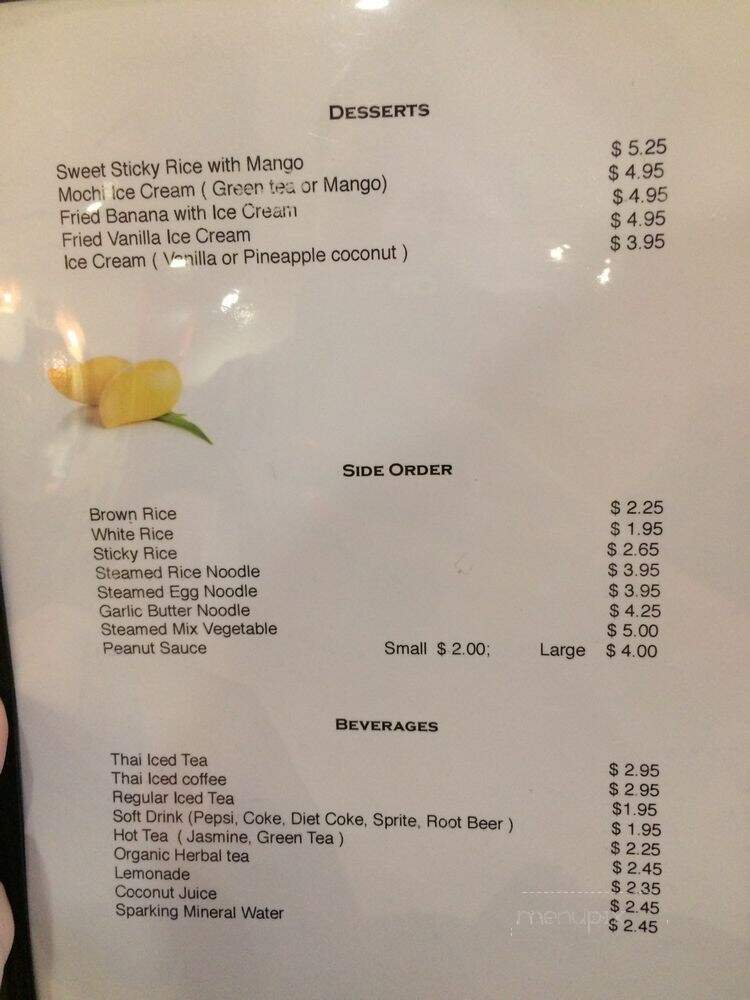 DESSERTS
Sweet Sticky Rice with Mango $ 5.25
Mochi Ice Cream ( Green tea or Mango) $ 4.95
Fried Banana with Ice Cream $ 4.95
Fried Vanilla Ice Cream $ 4.95
Ice Cream ( Vanilla or Pineapple coconut ) $ 3.95
SIDE ORDER
Brown Rice $ 2.25
White Rice $ 1.95
Sticky Rice $ 2.65
Steamed Rice Noodle $ 3.95
Steamed Egg Noodle $ 3.95
Garlic Butter Noodle $ 4.25
Steamed Mix Vegetable $ 5.00
Peanut Sauce Small $ 2.00; Large $ 4.00
BEVERAGES
Thai Iced Tea $ 2.95
Thai Iced coffee $ 2.95
Regular Iced Tea $1.95
Soft Drink (Pepsi, Coke, Diet Coke, Sprite, Root Beer ) $ 1.95
Hot Tea ( Jasmine, Green Tea ) $ 2.25
Organic Herbal tea $ 2.45
Lemonade $ 2.35
Coconut Juice $ 2.45
Sparking Mineral Water $ 2.45